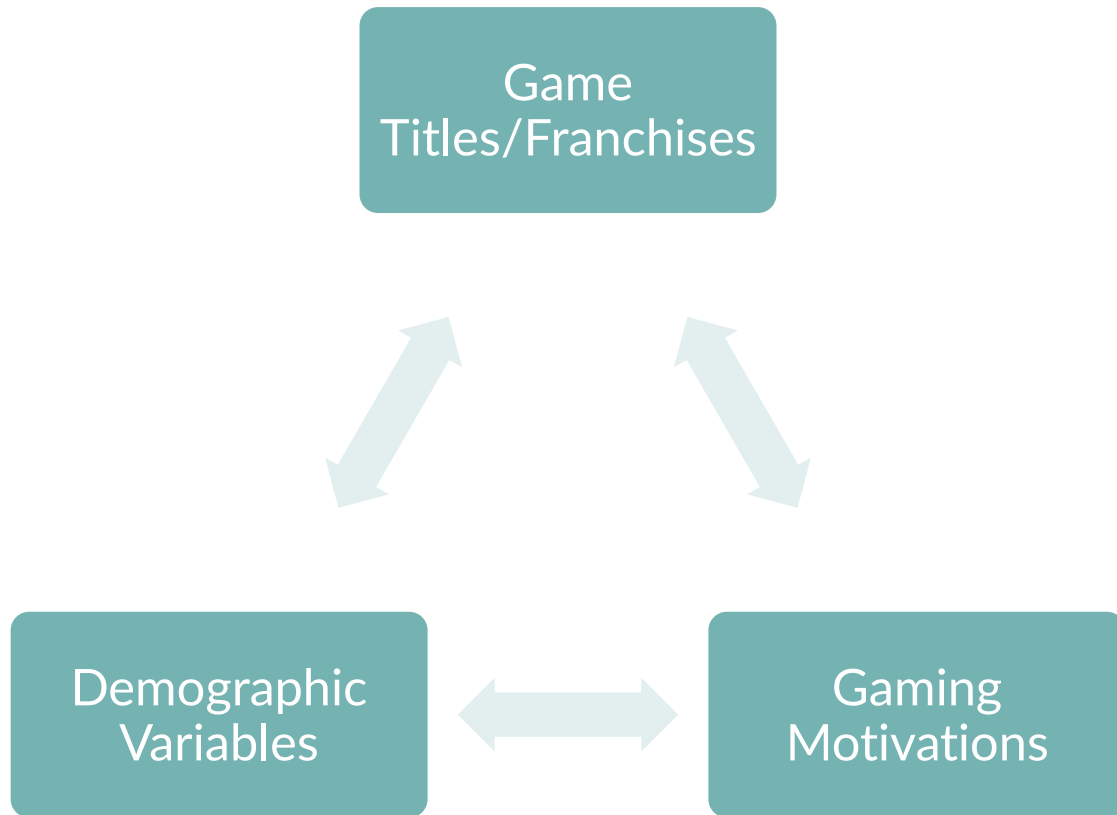 Game
Titles/Franchises
Demographic
Variables
Gaming
Motivations